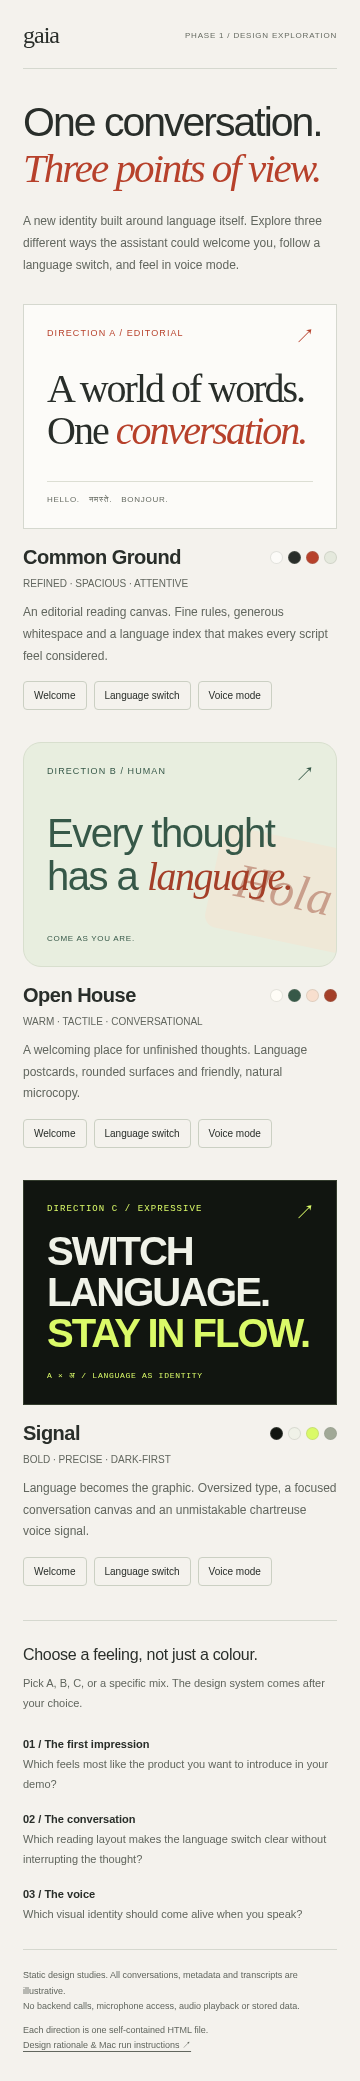 gaia
PHASE 1 / DESIGN EXPLORATION
One conversation.
Three points of view.
A new identity built around language itself. Explore three
different ways the assistant could welcome you, follow a
language switch, and feel in voice mode.
DIRECTION A / EDITORIAL ↗
A world of words.
One conversation.
HELLO. नमस्ते. BONJOUR.
Common Ground
REFINED · SPACIOUS · ATTENTIVE
An editorial reading canvas. Fine rules, generous
whitespace and a language index that makes every script
feel considered.
Welcome Language switch Voice mode
DIRECTION B / HUMAN ↗
Every thought
has a language.
Hola
COME AS YOU ARE.
Open House
WARM · TACTILE · CONVERSATIONAL
A welcoming place for unfinished thoughts. Language
postcards, rounded surfaces and friendly, natural
microcopy.
Welcome Language switch Voice mode
DIRECTION C / EXPRESSIVE ↗
SWITCH
LANGUAGE.
STAY IN FLOW.
A × अ / LANGUAGE AS IDENTITY
Signal
BOLD · PRECISE · DARK-FIRST
Language becomes the graphic. Oversized type, a focused
conversation canvas and an unmistakable chartreuse
voice signal.
Welcome Language switch Voice mode
Choose a feeling, not just a colour.
Pick A, B, C, or a specific mix. The design system comes after
your choice.
01 / The first impression
Which feels most like the product you want to introduce in your
demo?
02 / The conversation
Which reading layout makes the language switch clear without
interrupting the thought?
03 / The voice
Which visual identity should come alive when you speak?
Static design studies. All conversations, metadata and transcripts are
illustrative.
No backend calls, microphone access, audio playback or stored data.
Each direction is one self-contained HTML file.
Design rationale & Mac run instructions ↗